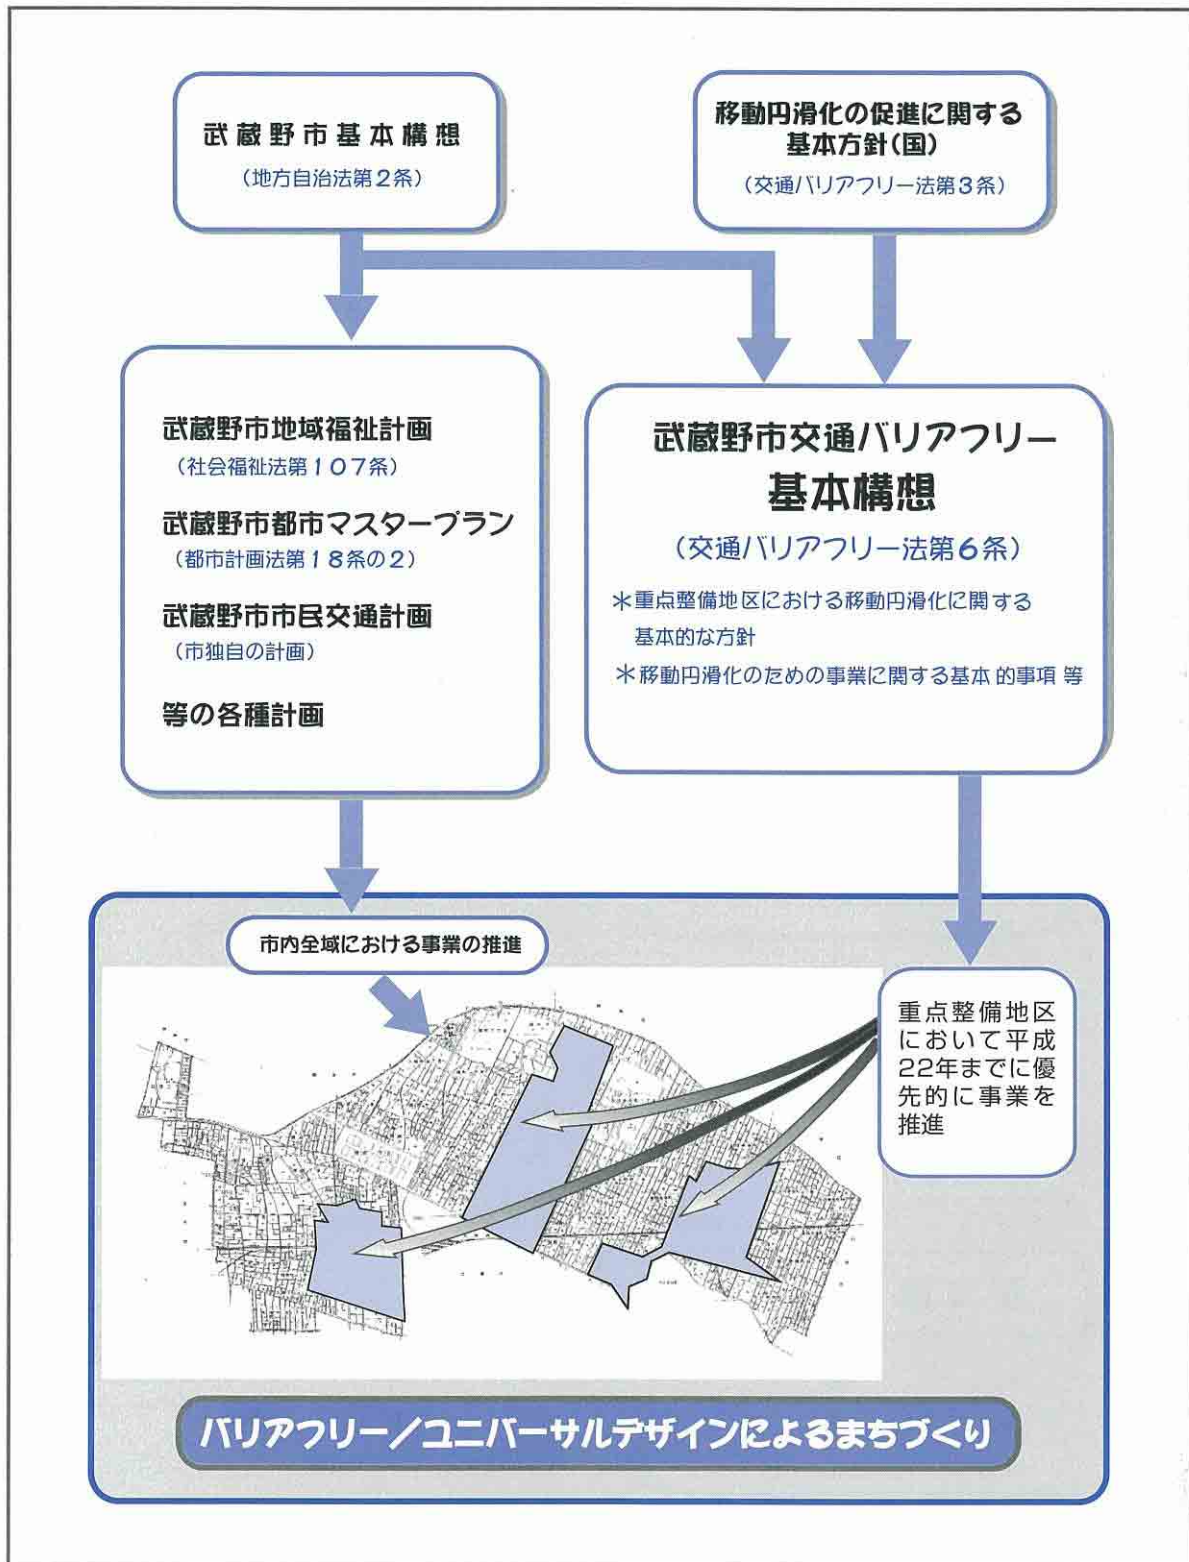 武蔵野市基本構想
(地方自治法第2条)
移動円滑化の促進に関する
基本方針(国)
(交通バリアフリー法第3条)
武蔵野市地域福祉計画
(社会福祉法第107条)
武蔵野市都市マスタープラン
(都市計画法第18条の2)
武蔵野市市民交通計画
(市独自の計画)
等の各種計画
武蔵野市交通バリアフリー
基本構想
(交通バリアフリー法第6条)
*重点整備地区における移動円滑化に関する
基本的な方針
*移動円滑化のための事業に関する基本的事項 等
市内全域における事業の推進
重点整備地区
において平成
22年までに優
先的に事業を
推進
バリアフリー/ユニバーサルデザインによるまちづくり